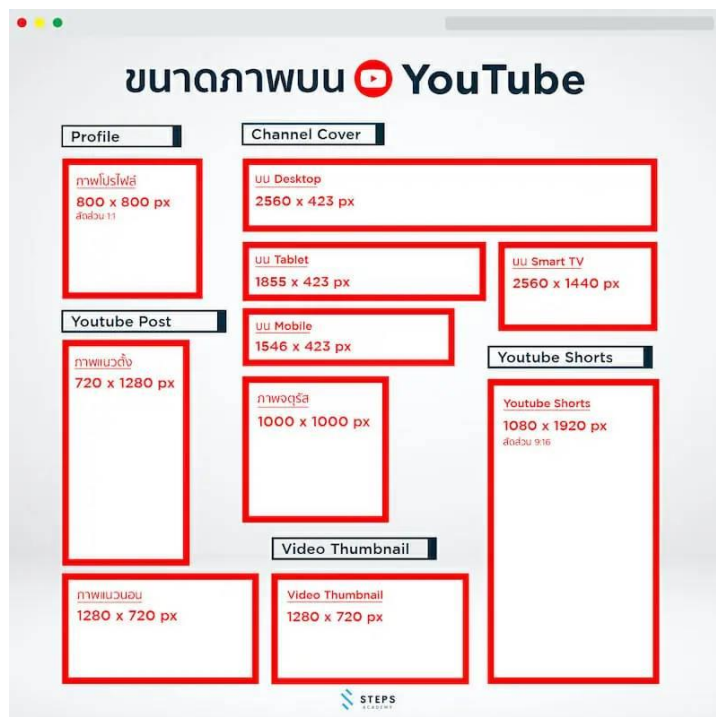 ขนาดภาพบน YouTube
Profile
ภาพโปรไฟล์
800 x 800 px
สัดส่วน 1:1
Channel Cover
บน Desktop
2560 x 423 px
บน Tablet
1855 x 423 px
บน Smart TV
2560 x 1440 px
บน Mobile
1546 x 423 px
Youtube Post
ภาพแนวตั้ง
720 x 1280 px
ภาพจตุรัส
1000 x 1000 px
ภาพแนวนอน
1280 x 720 px
Youtube Shorts
Youtube Shorts
1080 x 1920 px
สัดส่วน 9:16
Video Thumbnail
Video Thumbnail
1280 x 720 px
STEPS
ACADEMY